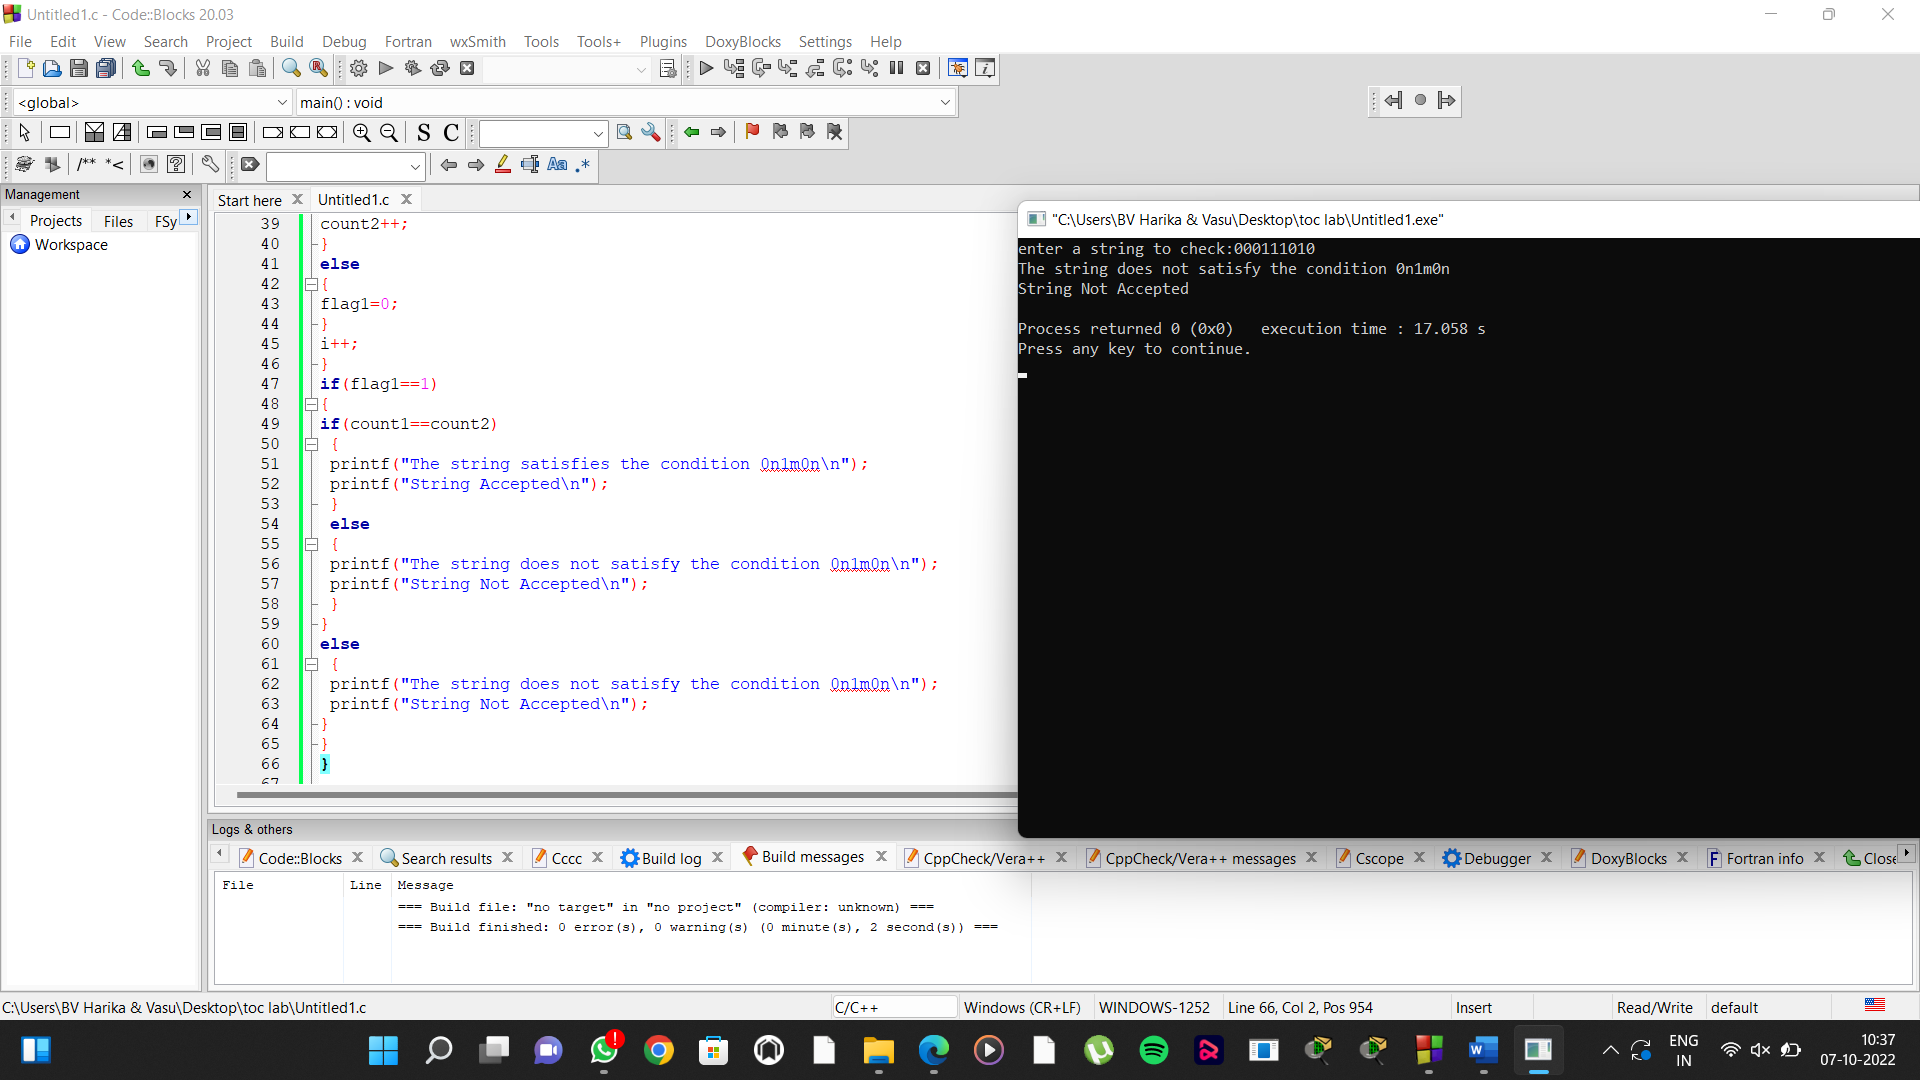 Untitled1.c - Code::Blocks 20.03
File Edit View Search Project Build Debug Fortran wxSmith Tools Tools+ Plugins DoxyBlocks Settings Help
<global> main() : void
S C
/** *< ? Aa .*
Management
Projects Files FSy
Workspace
Start here Untitled1.c
39 count2++;
40 }
41 else
42 {
43 flag1=0;
44 }
45 i++;
46 }
47 if(flag1==1)
48 {
49 if(count1==count2)
50 {
51 printf("The string satisfies the condition 0n1m0n\n");
52 printf("String Accepted\n");
53 }
54 else
55 {
56 printf("The string does not satisfy the condition 0n1m0n\n");
57 printf("String Not Accepted\n");
58 }
59 }
60 else
61 {
62 printf("The string does not satisfy the condition 0n1m0n\n");
63 printf("String Not Accepted\n");
64 }
65 }
66 }
67
"C:\Users\BV Harika & Vasu\Desktop\toc lab\Untitled1.exe"
enter a string to check:000111010
The string does not satisfy the condition 0n1m0n
String Not Accepted
Process returned 0 (0x0) execution time : 17.058 s
Press any key to continue.
Logs & others
Code::Blocks Search results Cccc Build log Build messages CppCheck/Vera++ CppCheck/Vera++ messages Cscope Debugger DoxyBlocks Fortran info Close
File Line Message
=== Build file: "no target" in "no project" (compiler: unknown) ===
=== Build finished: 0 error(s), 0 warning(s) (0 minute(s), 2 second(s)) ===
C:\Users\BV Harika & Vasu\Desktop\toc lab\Untitled1.c C/C++ Windows (CR+LF) WINDOWS-1252 Line 66, Col 2, Pos 954 Insert Read/Write default
ENG
IN
10:37
07-10-2022